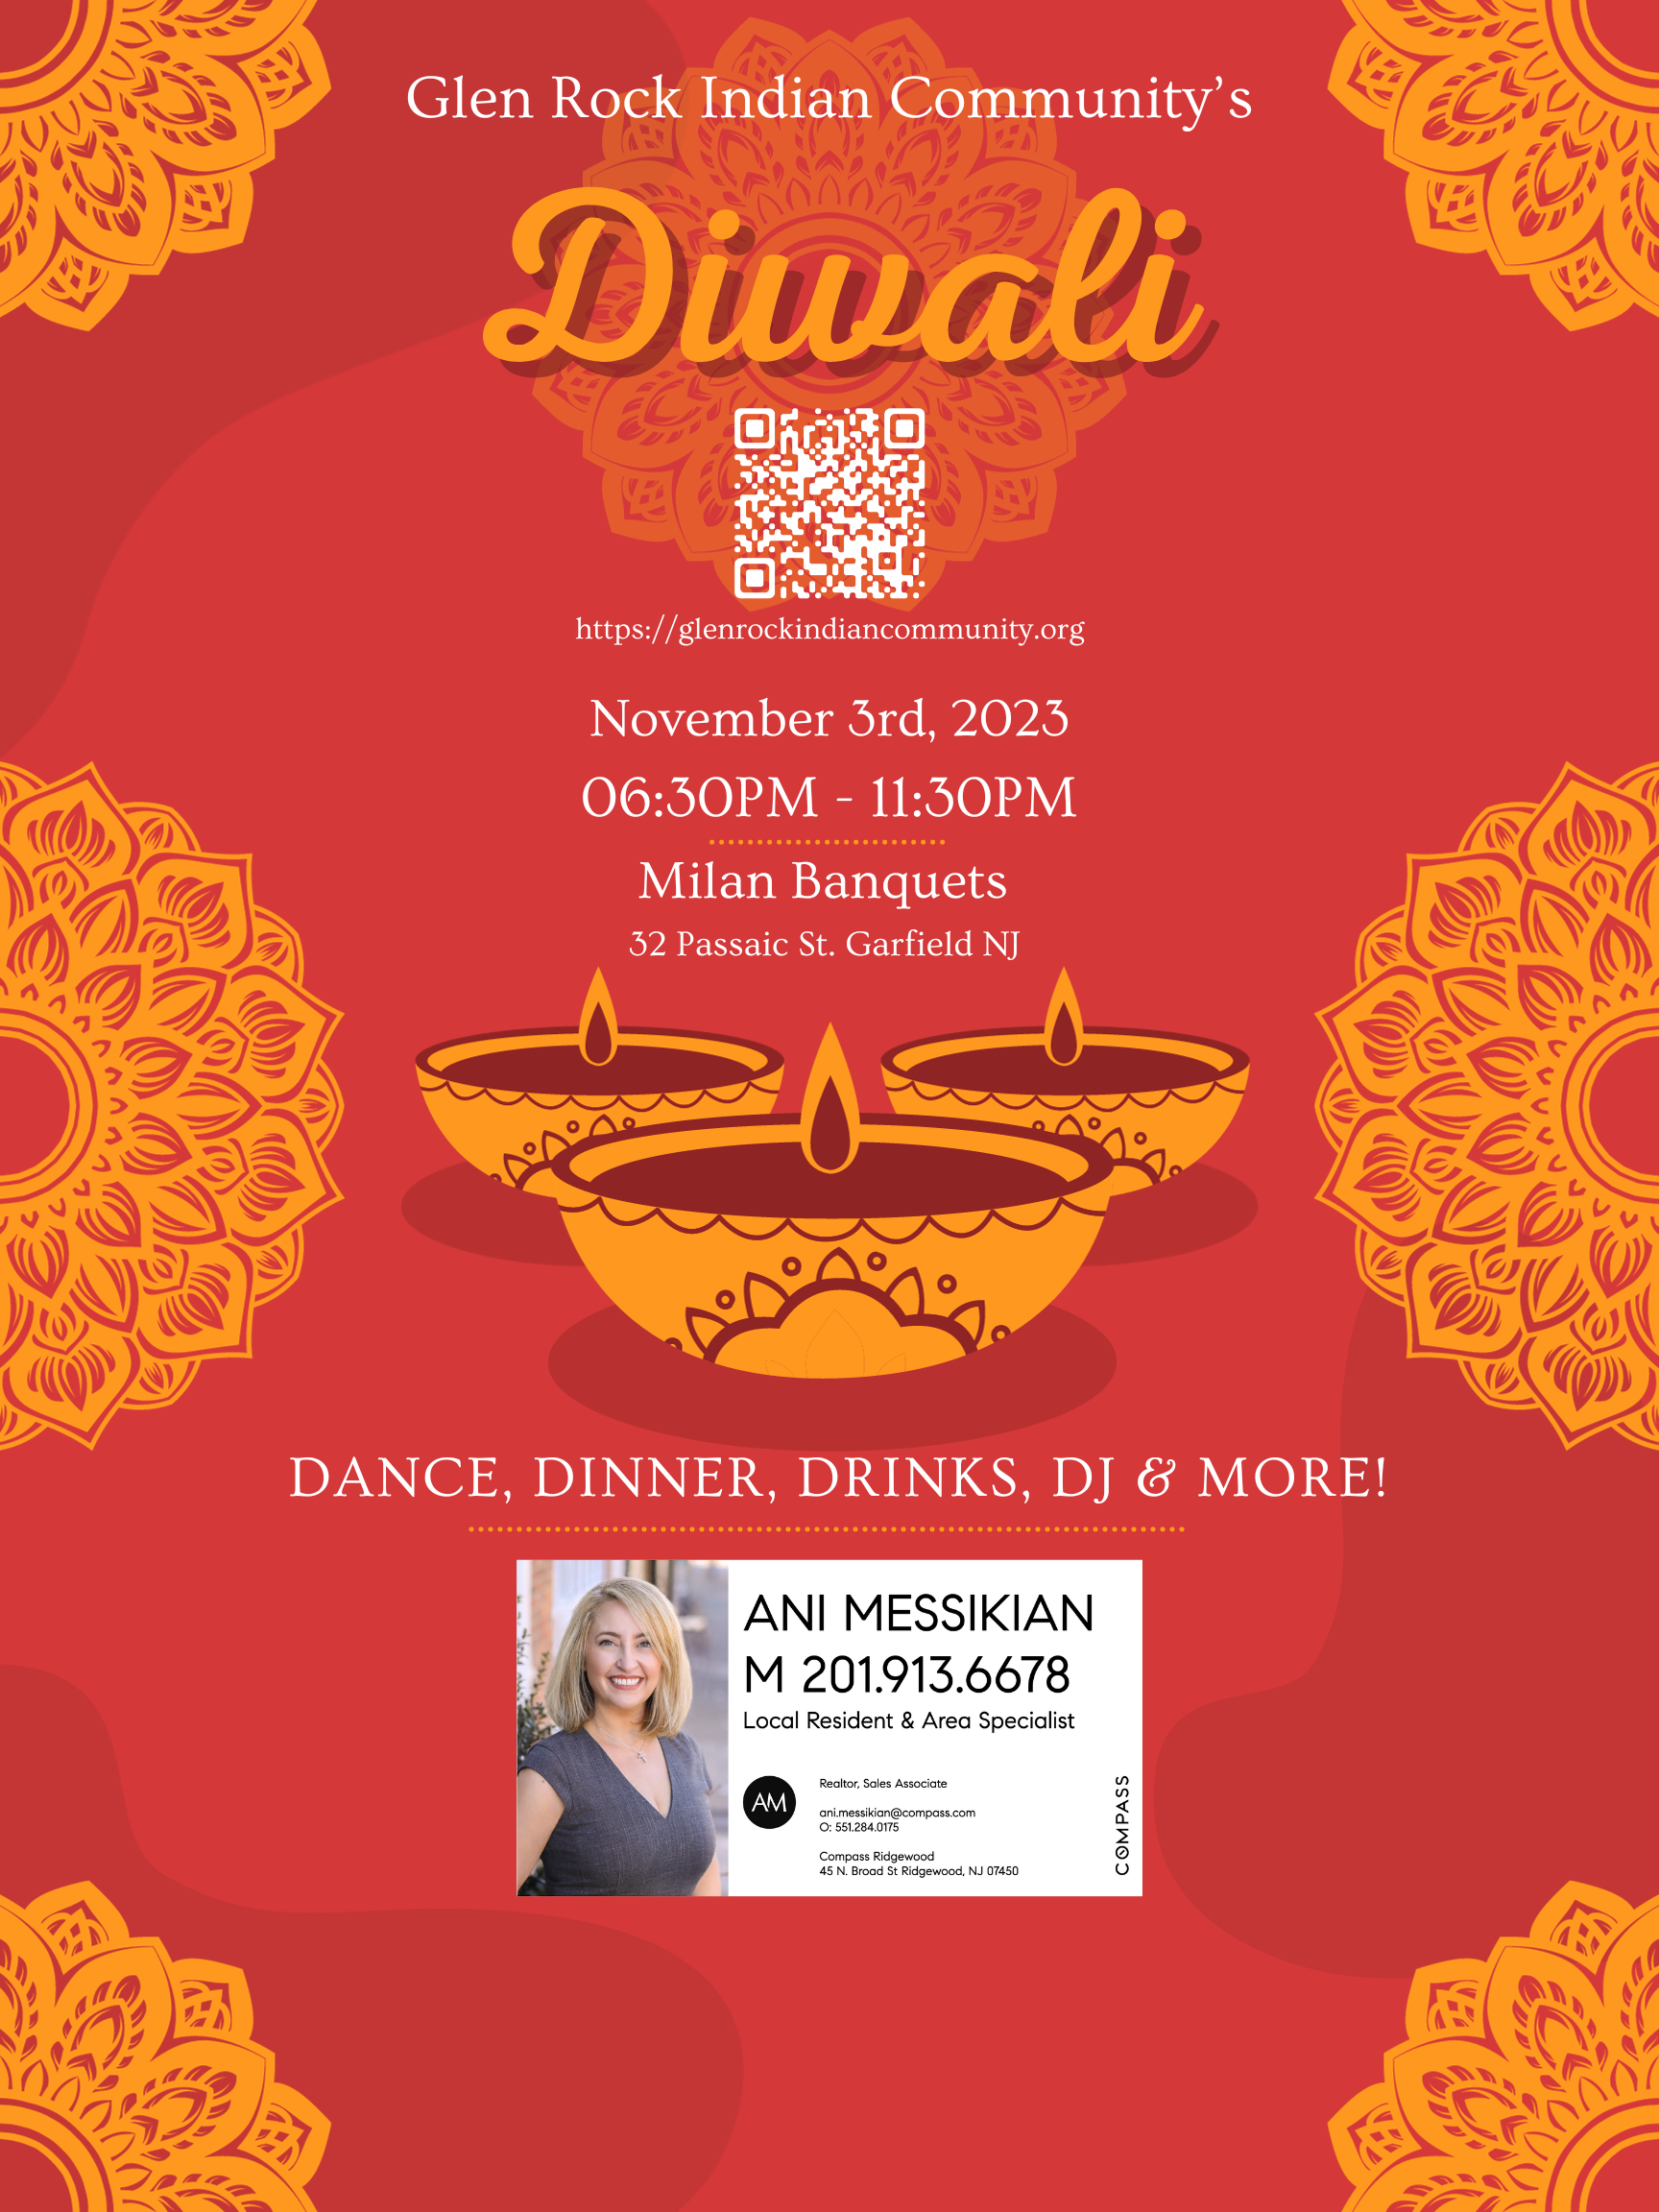 Glen Rock Indian Community's
Diwali
https://glenrockindiancommunity.org
November 3rd, 2023
06:30PM - 11:30PM
Milan Banquets
32 Passaic St. Garfield NJ
DANCE, DINNER, DRINKS, DJ & MORE!
ANI MESSIKIAN
M 201.913.6678
Local Resident & Area Specialist
AM
Realtor, Sales Associate
ani.messikian@compass.com
O: 551.284.0175
Compass Ridgewood
45 N. Broad St Ridgewood, NJ 07450
COMPASS